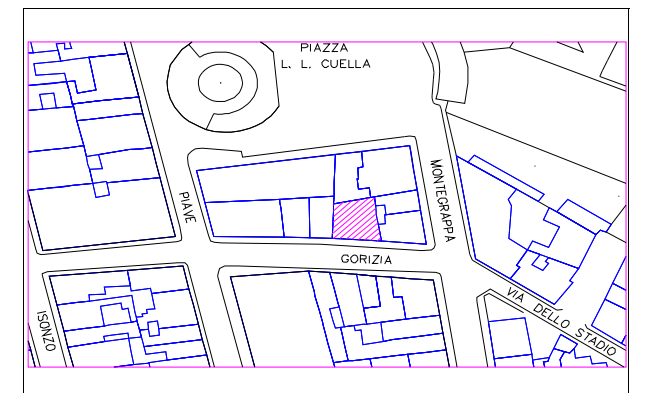 PIAZZA
L. L. CUELLA
MONTEGRAPPA
PIAVE
GORIZIA
ISONZO
VIA DELLO STADIO